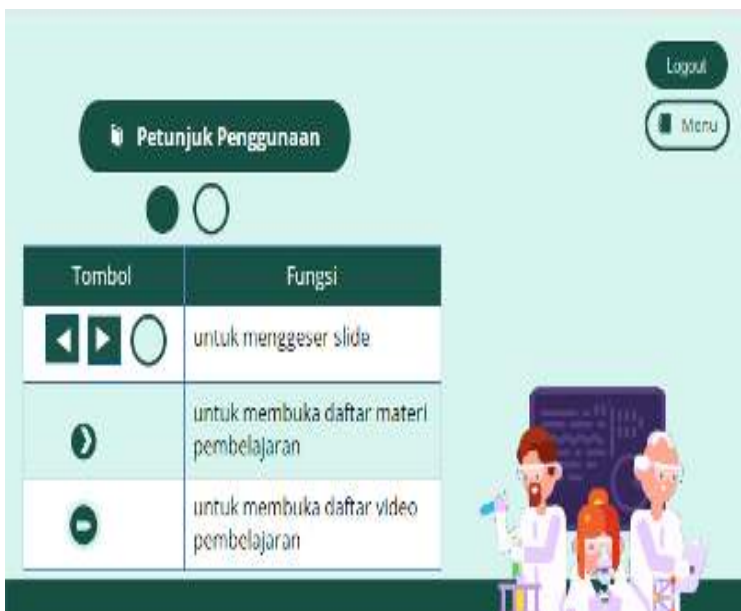 Logout
Menu
Petunjuk Penggunaan
Tombol
Fungsi
untuk menggeser slide
untuk membuka daftar materi
pembelajaran
untuk membuka daftar video
pembelajaran